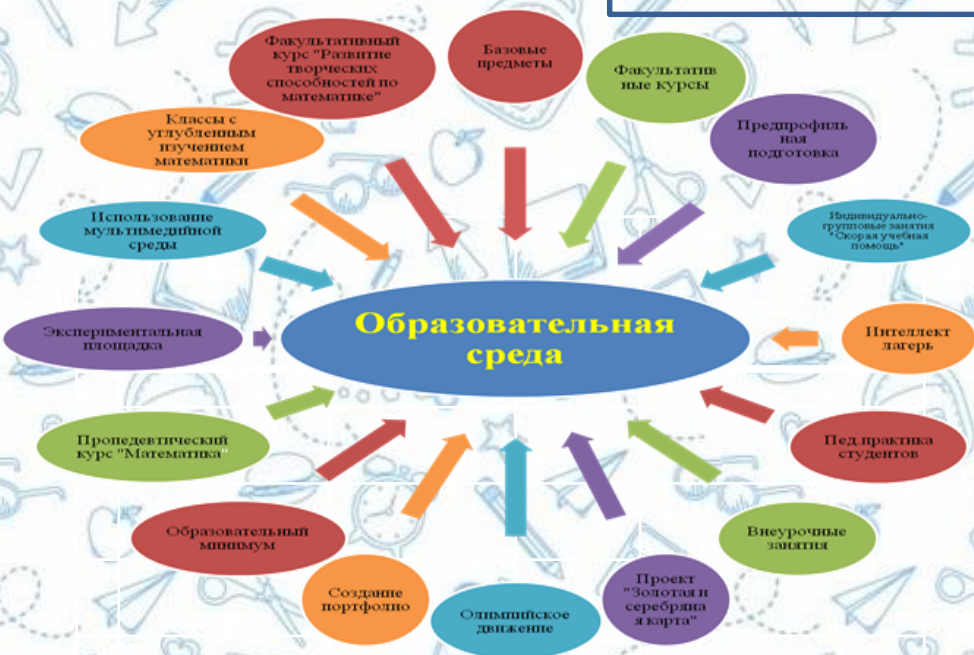 Базовые
предметы
Факультатив
ные курсы
Предпрофиль
ная
подготовка
Индивидуально-
групповые занятия
"Скорая учебная
помощь"
Интеллект
лагерь
Пед.практика
студентов
Внеурочные
занятия
Проект
"Золотая и
серебряна
я карта"
Олимпийское
движение
Создание
портфолио
Образовательный
минимум
Пропедевтический
курс "Математика"
Экспериментальная
площадка
Использование
мультимедийной
среды
Классы с
углубленным
изучением
математики
Факультативный
курс "Развитие
творческих
способностей по
математике"
Образовательная
среда